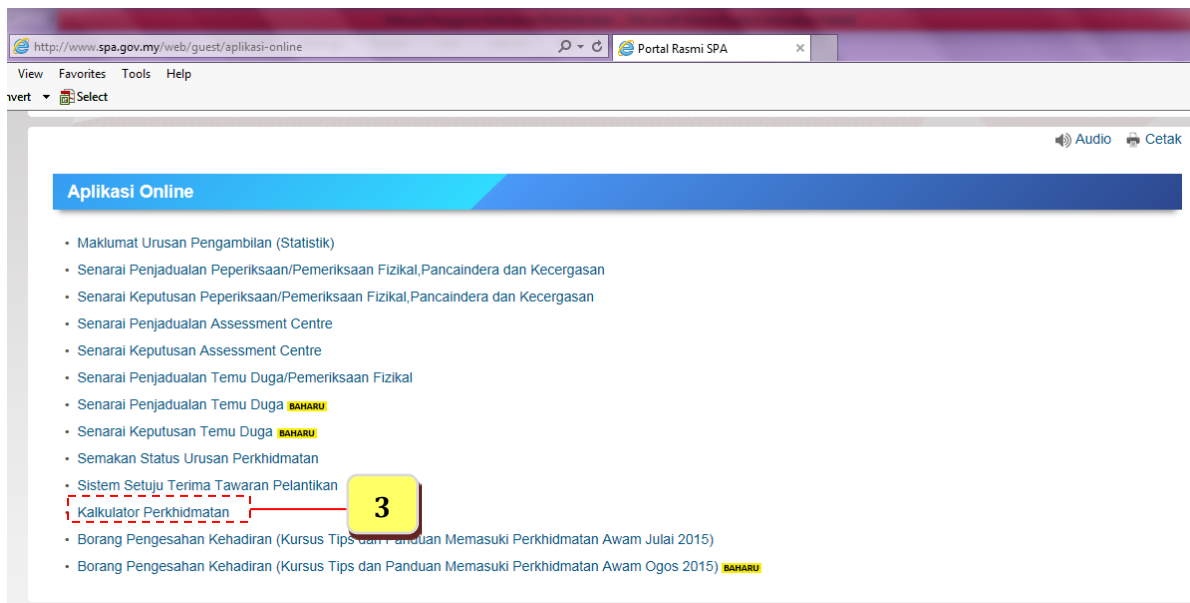 http://www.spa.gov.my/web/guest/aplikasi-online
Portal Rasmi SPA
View Favorites Tools Help
nvert Select
Audio Cetak
Aplikasi Online
• Maklumat Urusan Pengambilan (Statistik)
• Senarai Penjadualan Peperiksaan/Pemeriksaan Fizikal,Pancaindera dan Kecergasan
• Senarai Keputusan Peperiksaan/Pemeriksaan Fizikal,Pancaindera dan Kecergasan
• Senarai Penjadualan Assessment Centre
• Senarai Keputusan Assessment Centre
• Senarai Penjadualan Temu Duga/Pemeriksaan Fizikal
• Senarai Penjadualan Temu Duga BAHARU
• Senarai Keputusan Temu Duga BAHARU
• Semakan Status Urusan Perkhidmatan
• Sistem Setuju Terima Tawaran Pelantikan
• Kalkulator Perkhidmatan
3
• Borang Pengesahan Kehadiran (Kursus Tips dan Panduan Memasuki Perkhidmatan Awam Julai 2015)
• Borang Pengesahan Kehadiran (Kursus Tips dan Panduan Memasuki Perkhidmatan Awam Ogos 2015) BAHARU